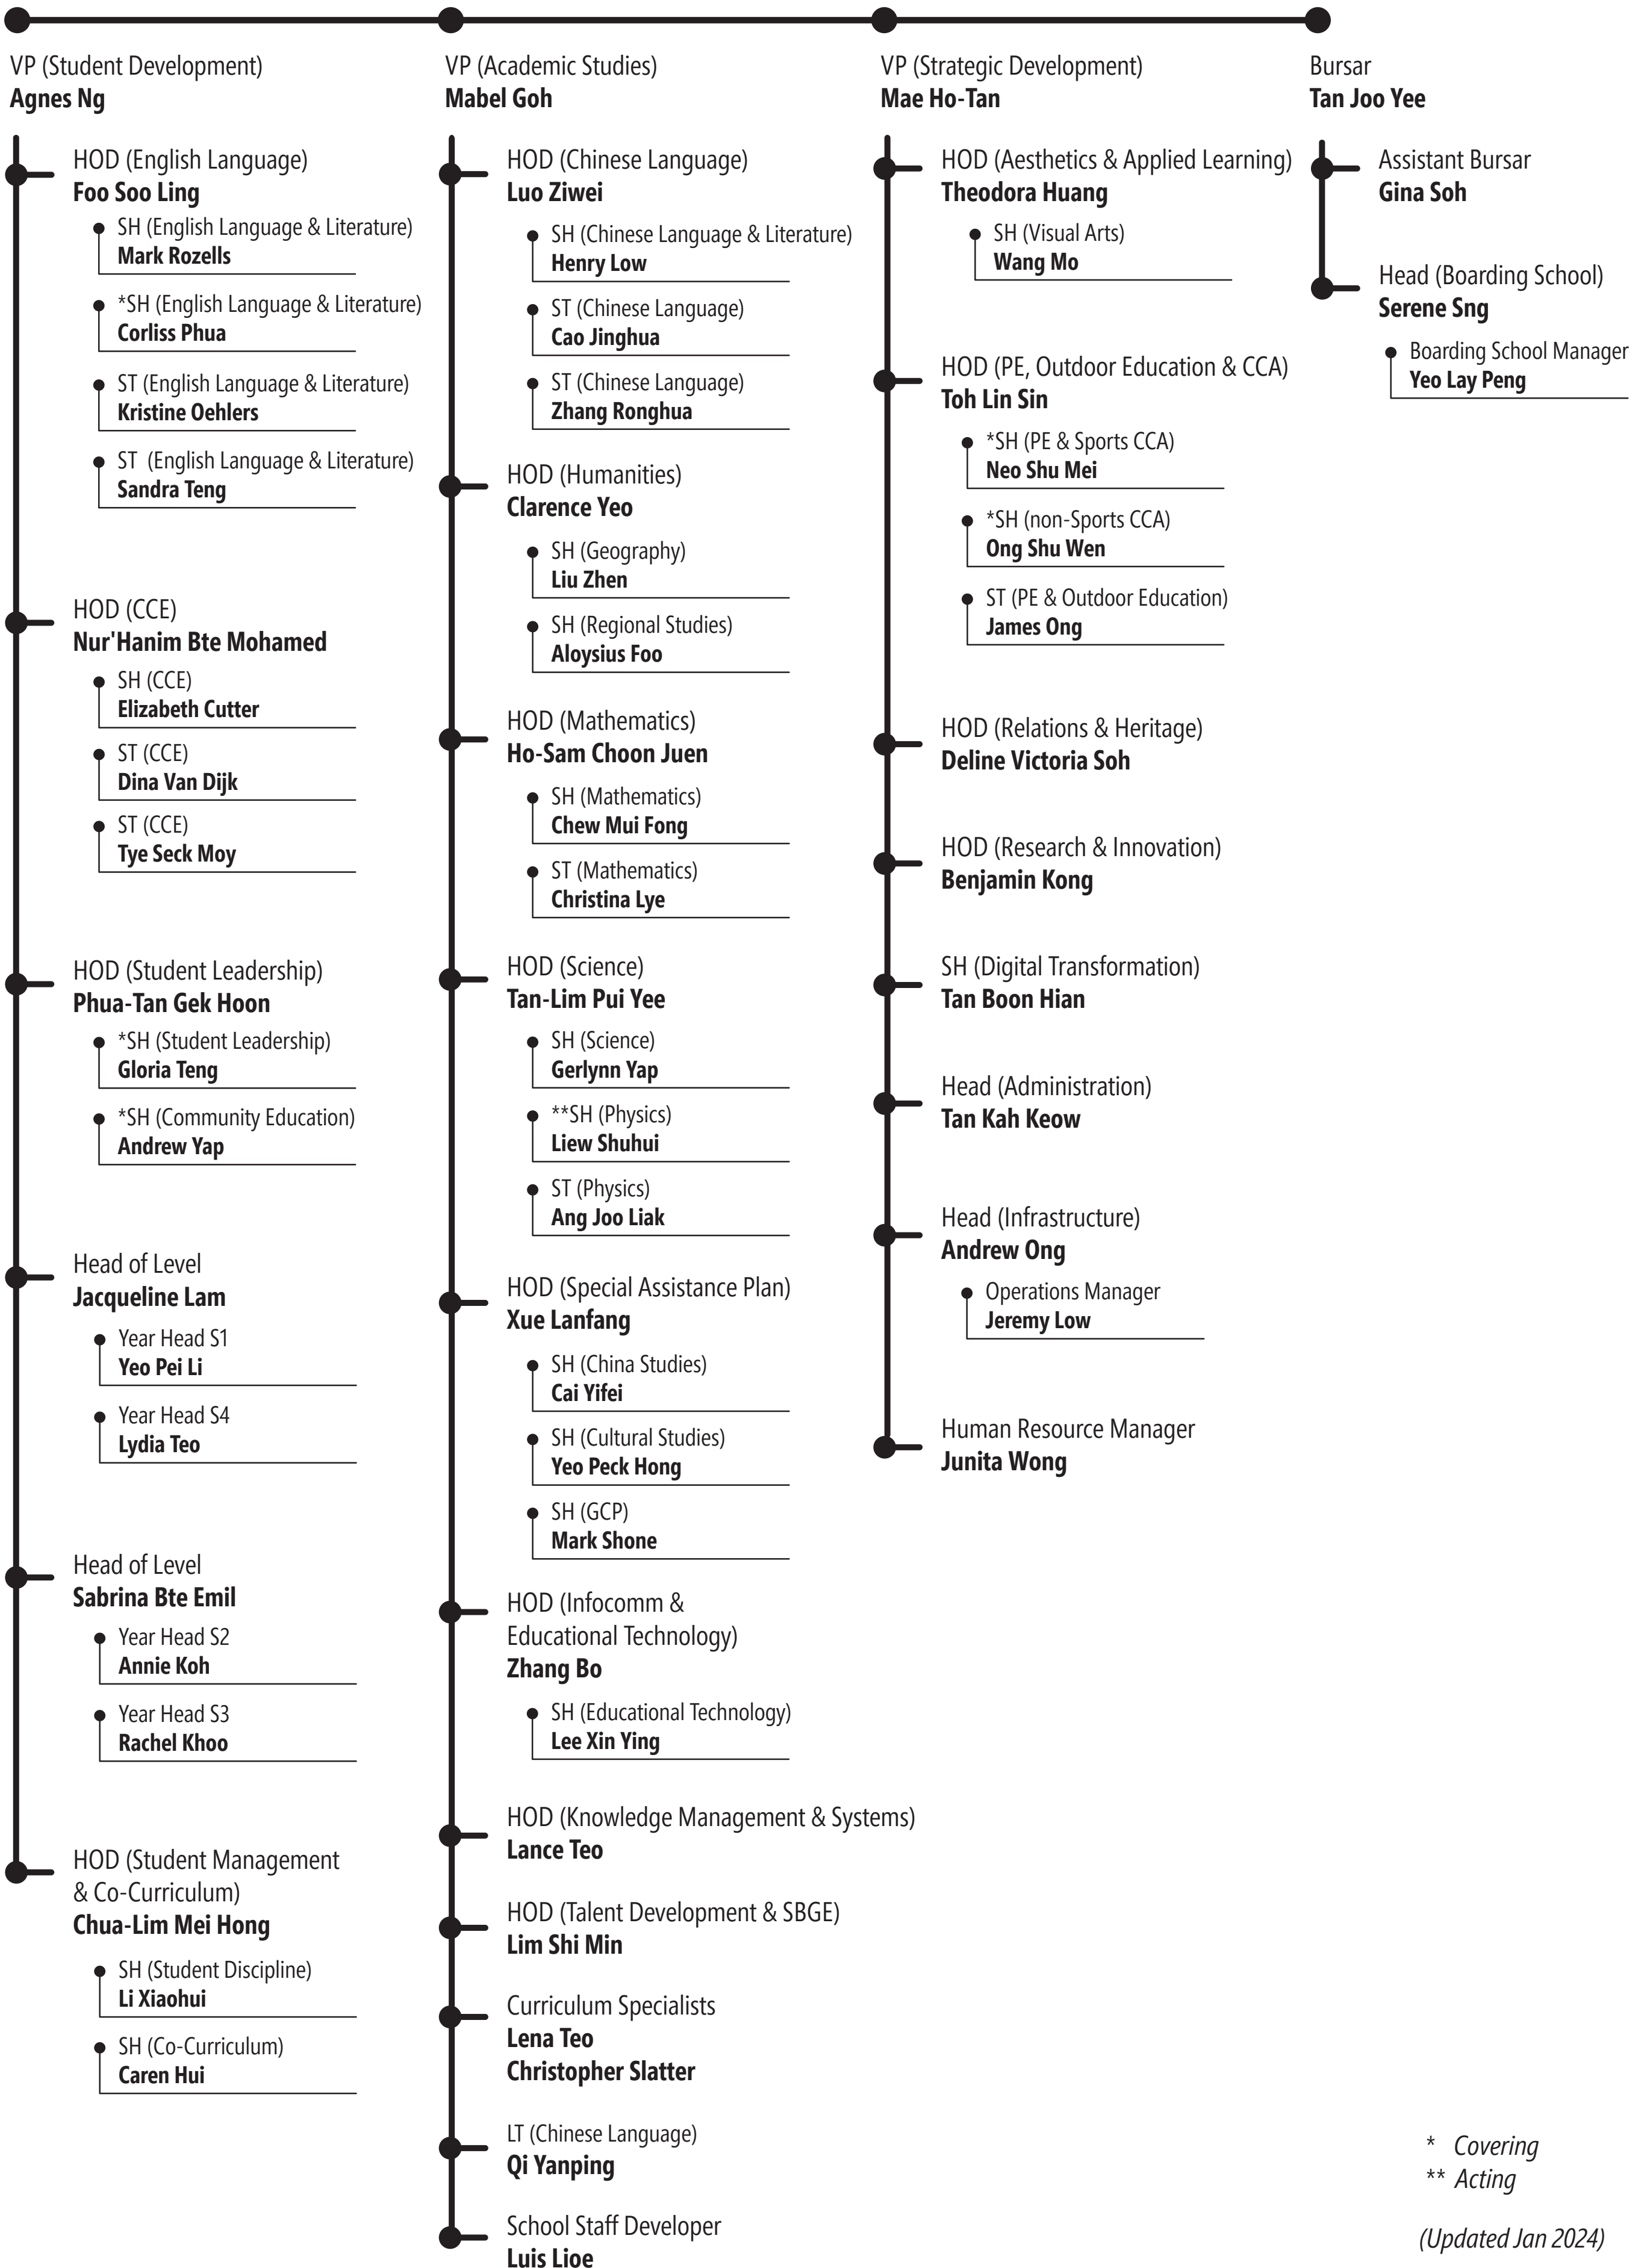 VP (Student Development)
Agnes Ng
HOD (English Language)
Foo Soo Ling
SH (English Language & Literature)
Mark Rozells
*SH (English Language & Literature)
Corliss Phua
ST (English Language & Literature)
Kristine Oehlers
ST (English Language & Literature)
Sandra Teng
HOD (CCE)
Nur'Hanim Bte Mohamed
SH (CCE)
Elizabeth Cutter
ST (CCE)
Dina Van Dijk
ST (CCE)
Tye Seck Moy
HOD (Student Leadership)
Phua-Tan Gek Hoon
*SH (Student Leadership)
Gloria Teng
*SH (Community Education)
Andrew Yap
Head of Level
Jacqueline Lam
Year Head S1
Yeo Pei Li
Year Head S4
Lydia Teo
Head of Level
Sabrina Bte Emil
Year Head S2
Annie Koh
Year Head S3
Rachel Khoo
HOD (Student Management
& Co-Curriculum)
Chua-Lim Mei Hong
SH (Student Discipline)
Li Xiaohui
SH (Co-Curriculum)
Caren Hui
VP (Academic Studies)
Mabel Goh
HOD (Chinese Language)
Luo Ziwei
SH (Chinese Language & Literature)
Henry Low
ST (Chinese Language)
Cao Jinghua
ST (Chinese Language)
Zhang Ronghua
HOD (Humanities)
Clarence Yeo
SH (Geography)
Liu Zhen
SH (Regional Studies)
Aloysius Foo
HOD (Mathematics)
Ho-Sam Choon Juen
SH (Mathematics)
Chew Mui Fong
ST (Mathematics)
Christina Lye
HOD (Science)
Tan-Lim Pui Yee
SH (Science)
Gerlynn Yap
**SH (Physics)
Liew Shuhui
ST (Physics)
Ang Joo Liak
HOD (Special Assistance Plan)
Xue Lanfang
SH (China Studies)
Cai Yifei
SH (Cultural Studies)
Yeo Peck Hong
SH (GCP)
Mark Shone
HOD (Infocomm &
Educational Technology)
Zhang Bo
SH (Educational Technology)
Lee Xin Ying
HOD (Knowledge Management & Systems)
Lance Teo
HOD (Talent Development & SBGE)
Lim Shi Min
Curriculum Specialists
Lena Teo
Christopher Slatter
LT (Chinese Language)
Qi Yanping
School Staff Developer
Luis Lioe
VP (Strategic Development)
Mae Ho-Tan
HOD (Aesthetics & Applied Learning)
Theodora Huang
SH (Visual Arts)
Wang Mo
HOD (PE, Outdoor Education & CCA)
Toh Lin Sin
*SH (PE & Sports CCA)
Neo Shu Mei
*SH (non-Sports CCA)
Ong Shu Wen
ST (PE & Outdoor Education)
James Ong
HOD (Relations & Heritage)
Deline Victoria Soh
HOD (Research & Innovation)
Benjamin Kong
SH (Digital Transformation)
Tan Boon Hian
Head (Administration)
Tan Kah Keow
Head (Infrastructure)
Andrew Ong
Operations Manager
Jeremy Low
Human Resource Manager
Junita Wong
Bursar
Tan Joo Yee
Assistant Bursar
Gina Soh
Head (Boarding School)
Serene Sng
Boarding School Manager
Yeo Lay Peng
* Covering
** Acting
(Updated Jan 2024)